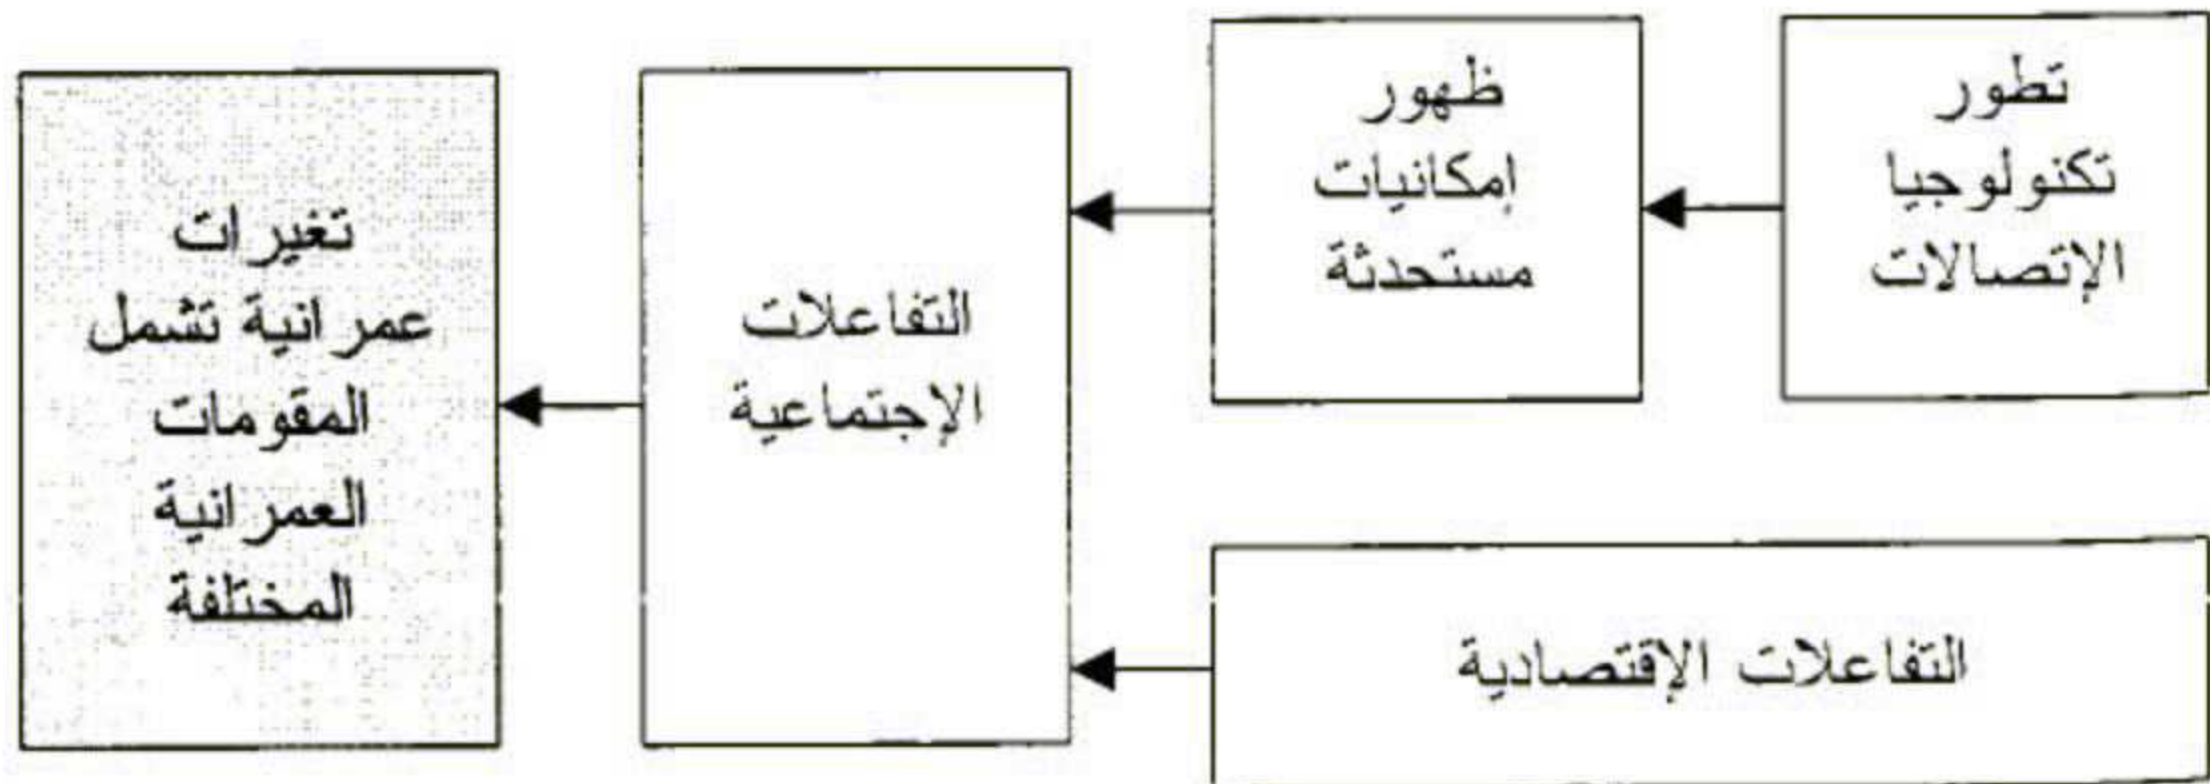 تطور
تكنولوجيا
الإتصالات
ظهور
إمكانيات
مستحدثة
التفاعلات
الإجتماعية
تغيرات
عمرانية تشمل
المقومات
العمرانية
المختلفة
التفاعلات الإقتصادية